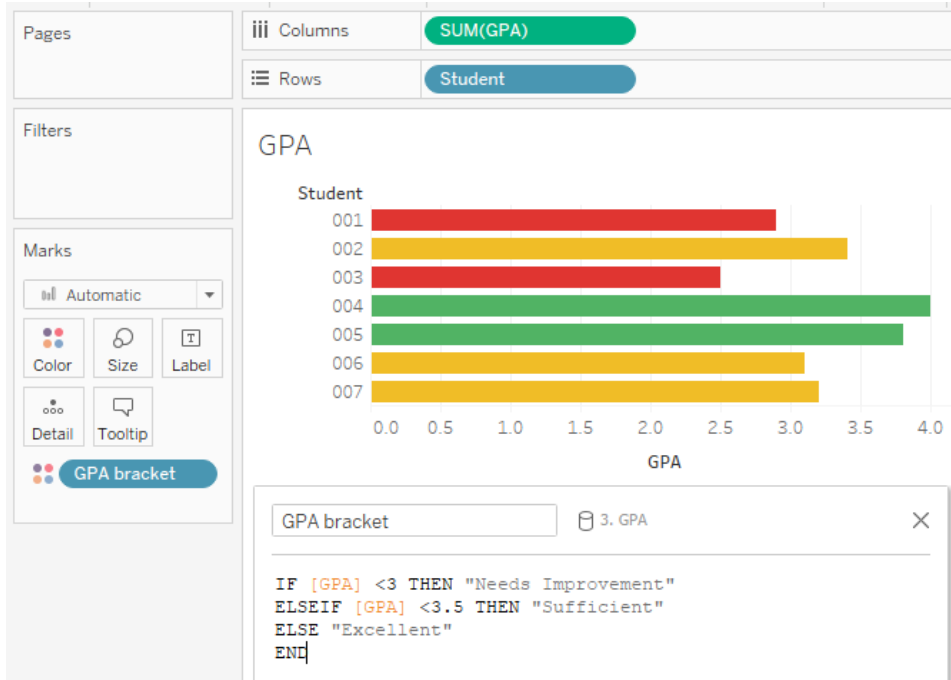 Pages
Columns SUM(GPA)
Rows Student
Filters
GPA
Student
001
002
003
004
005
006
007
0.0 0.5 1.0 1.5 2.0 2.5 3.0 3.5 4.0
GPA
Marks
Automatic
Color Size Label
Detail Tooltip
GPA bracket
GPA bracket 3. GPA
IF [GPA] <3 THEN "Needs Improvement"
ELSEIF [GPA] <3.5 THEN "Sufficient"
ELSE "Excellent"
END